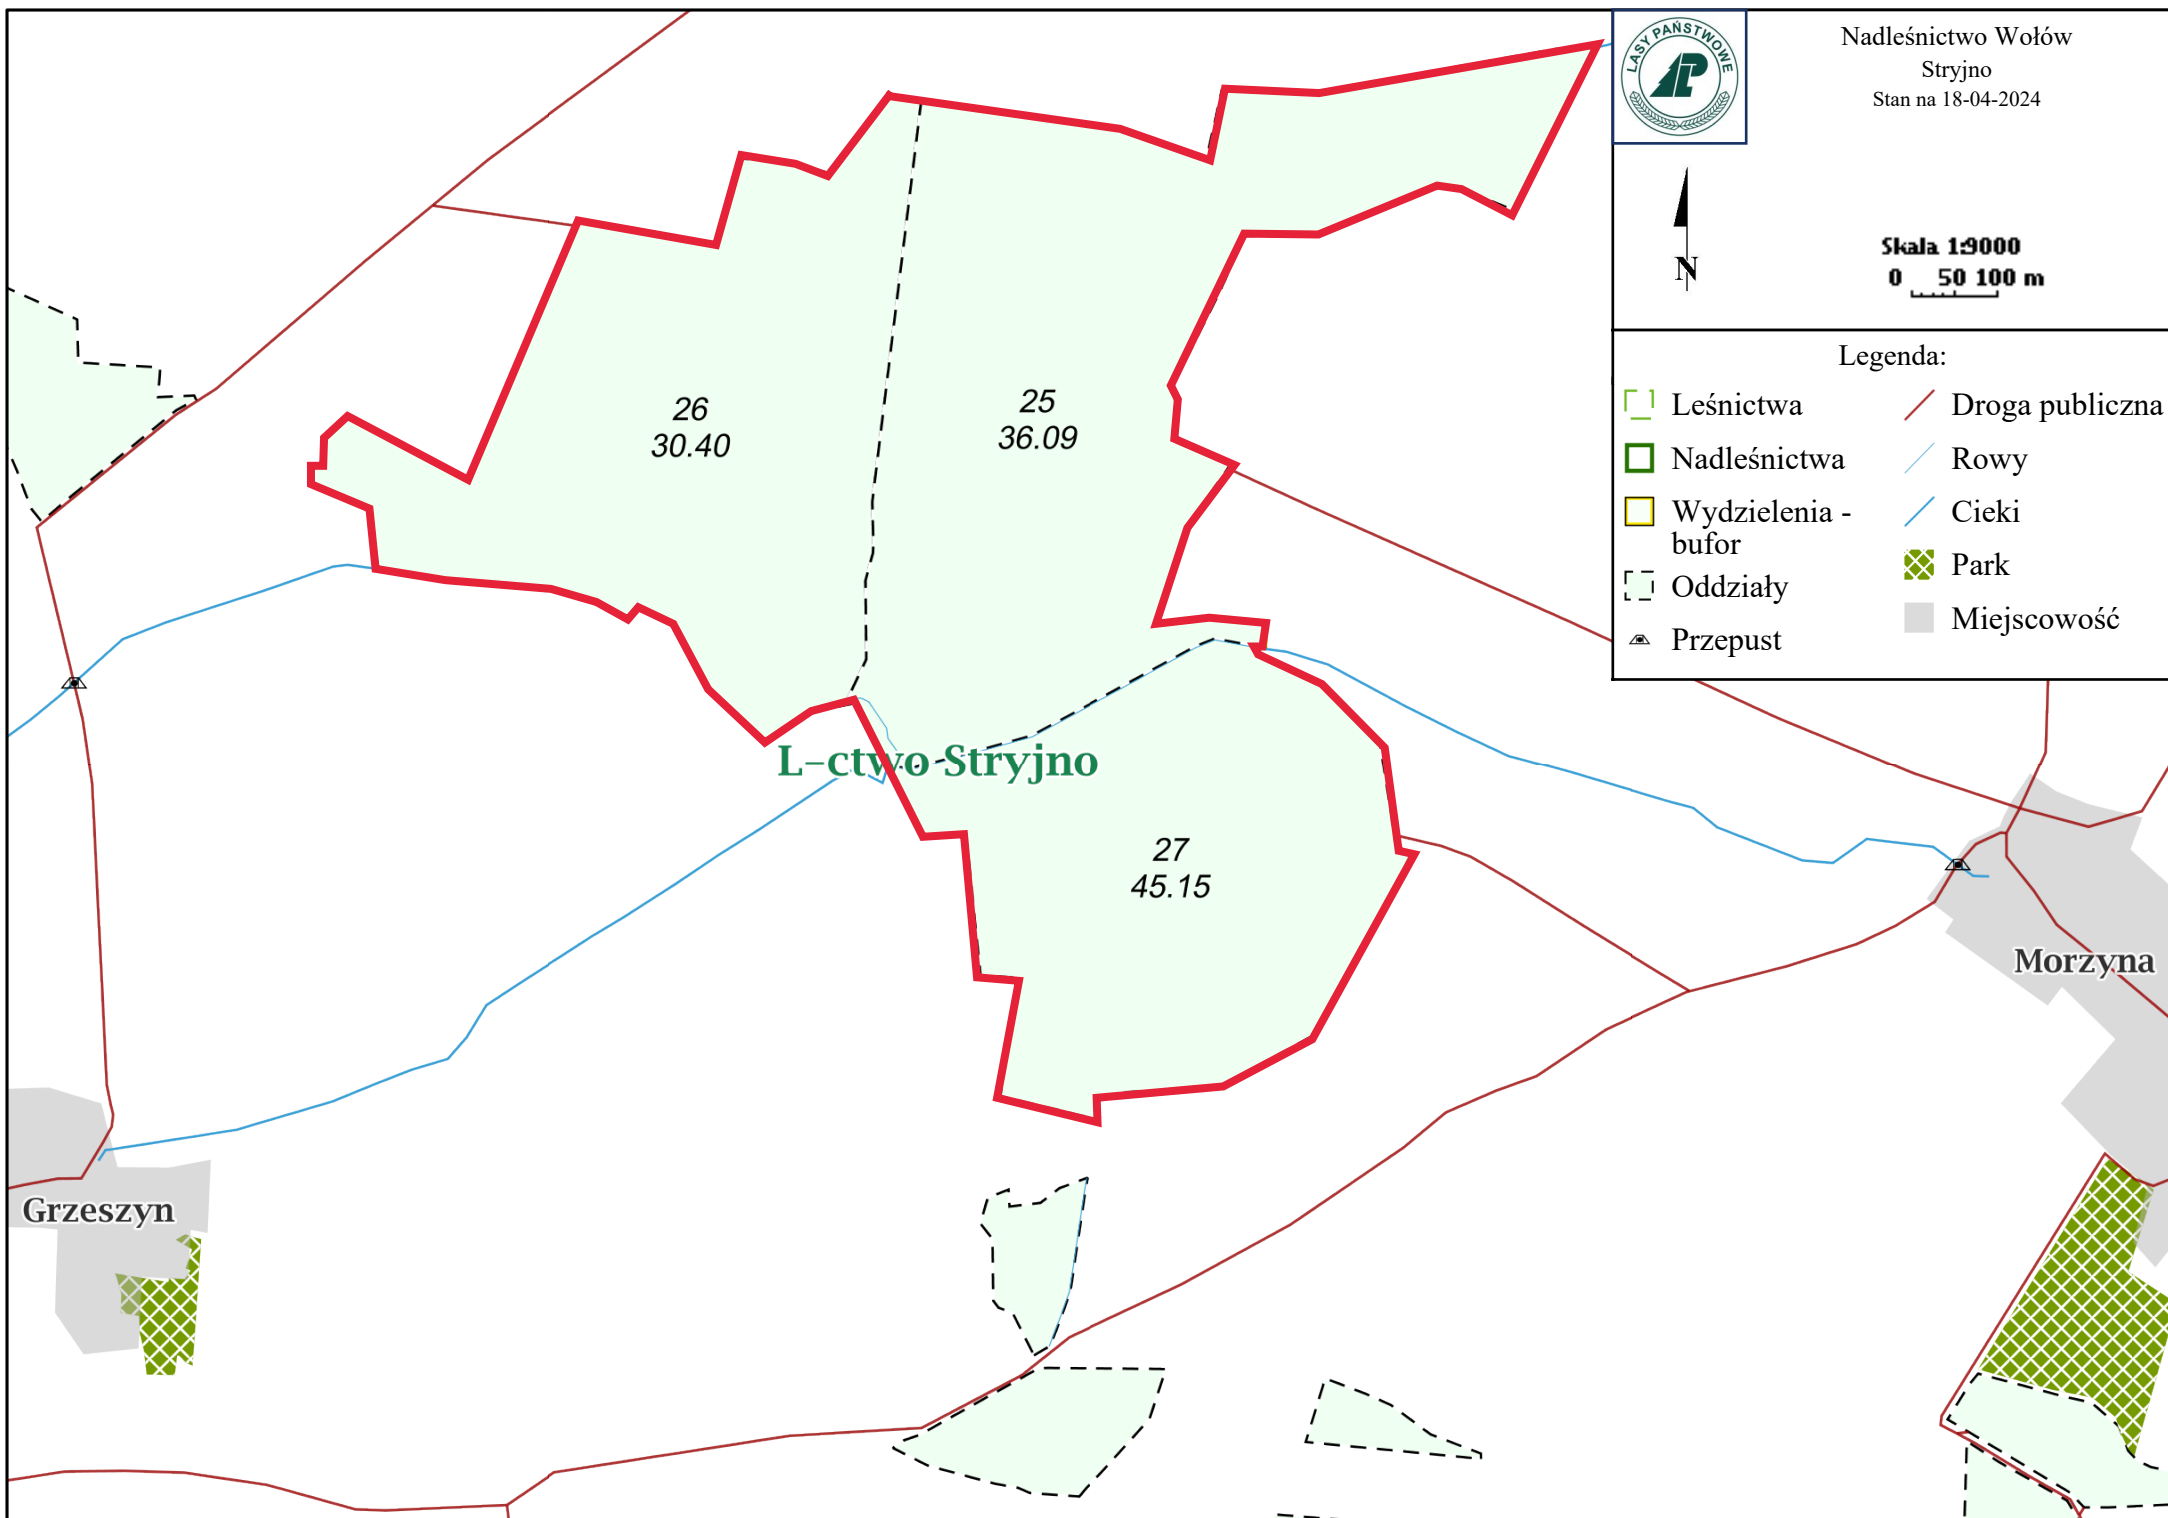 LASY PAŃSTWOWE
Nadleśnictwo Wołów
Stryjno
Stan na 18-04-2024
N
Skala 1:9000
0 50 100 m
Legenda:
Leśnictwa
Nadleśnictwa
Wydzielenia -
bufor
Oddziały
Przepust
Droga publiczna
Rowy
Cieki
Park
Miejscowość
26
30.40
25
36.09
L-ctwo Stryjno
27
45.15
Morzyna
Grzeszyn